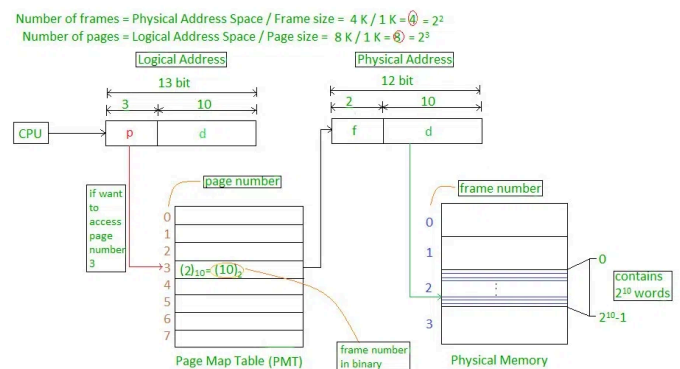 Number of frames = Physical Address Space / Frame size = 4 K / 1 K = 4 = 2²
Number of pages = Logical Address Space / Page size = 8 K / 1 K = 8 = 2³
Logical Address
Physical Address
13 bit
12 bit
3
10
2
10
CPU
p
d
f
d
if want
to
access
page
number
3
page number
frame number
0
1
2
3
4
5
6
7
(2)₁₀= (10)₂
0
1
2
3
0
contains
2¹⁰ words
2¹⁰-1
Page Map Table (PMT)
frame number
in binary
Physical Memory